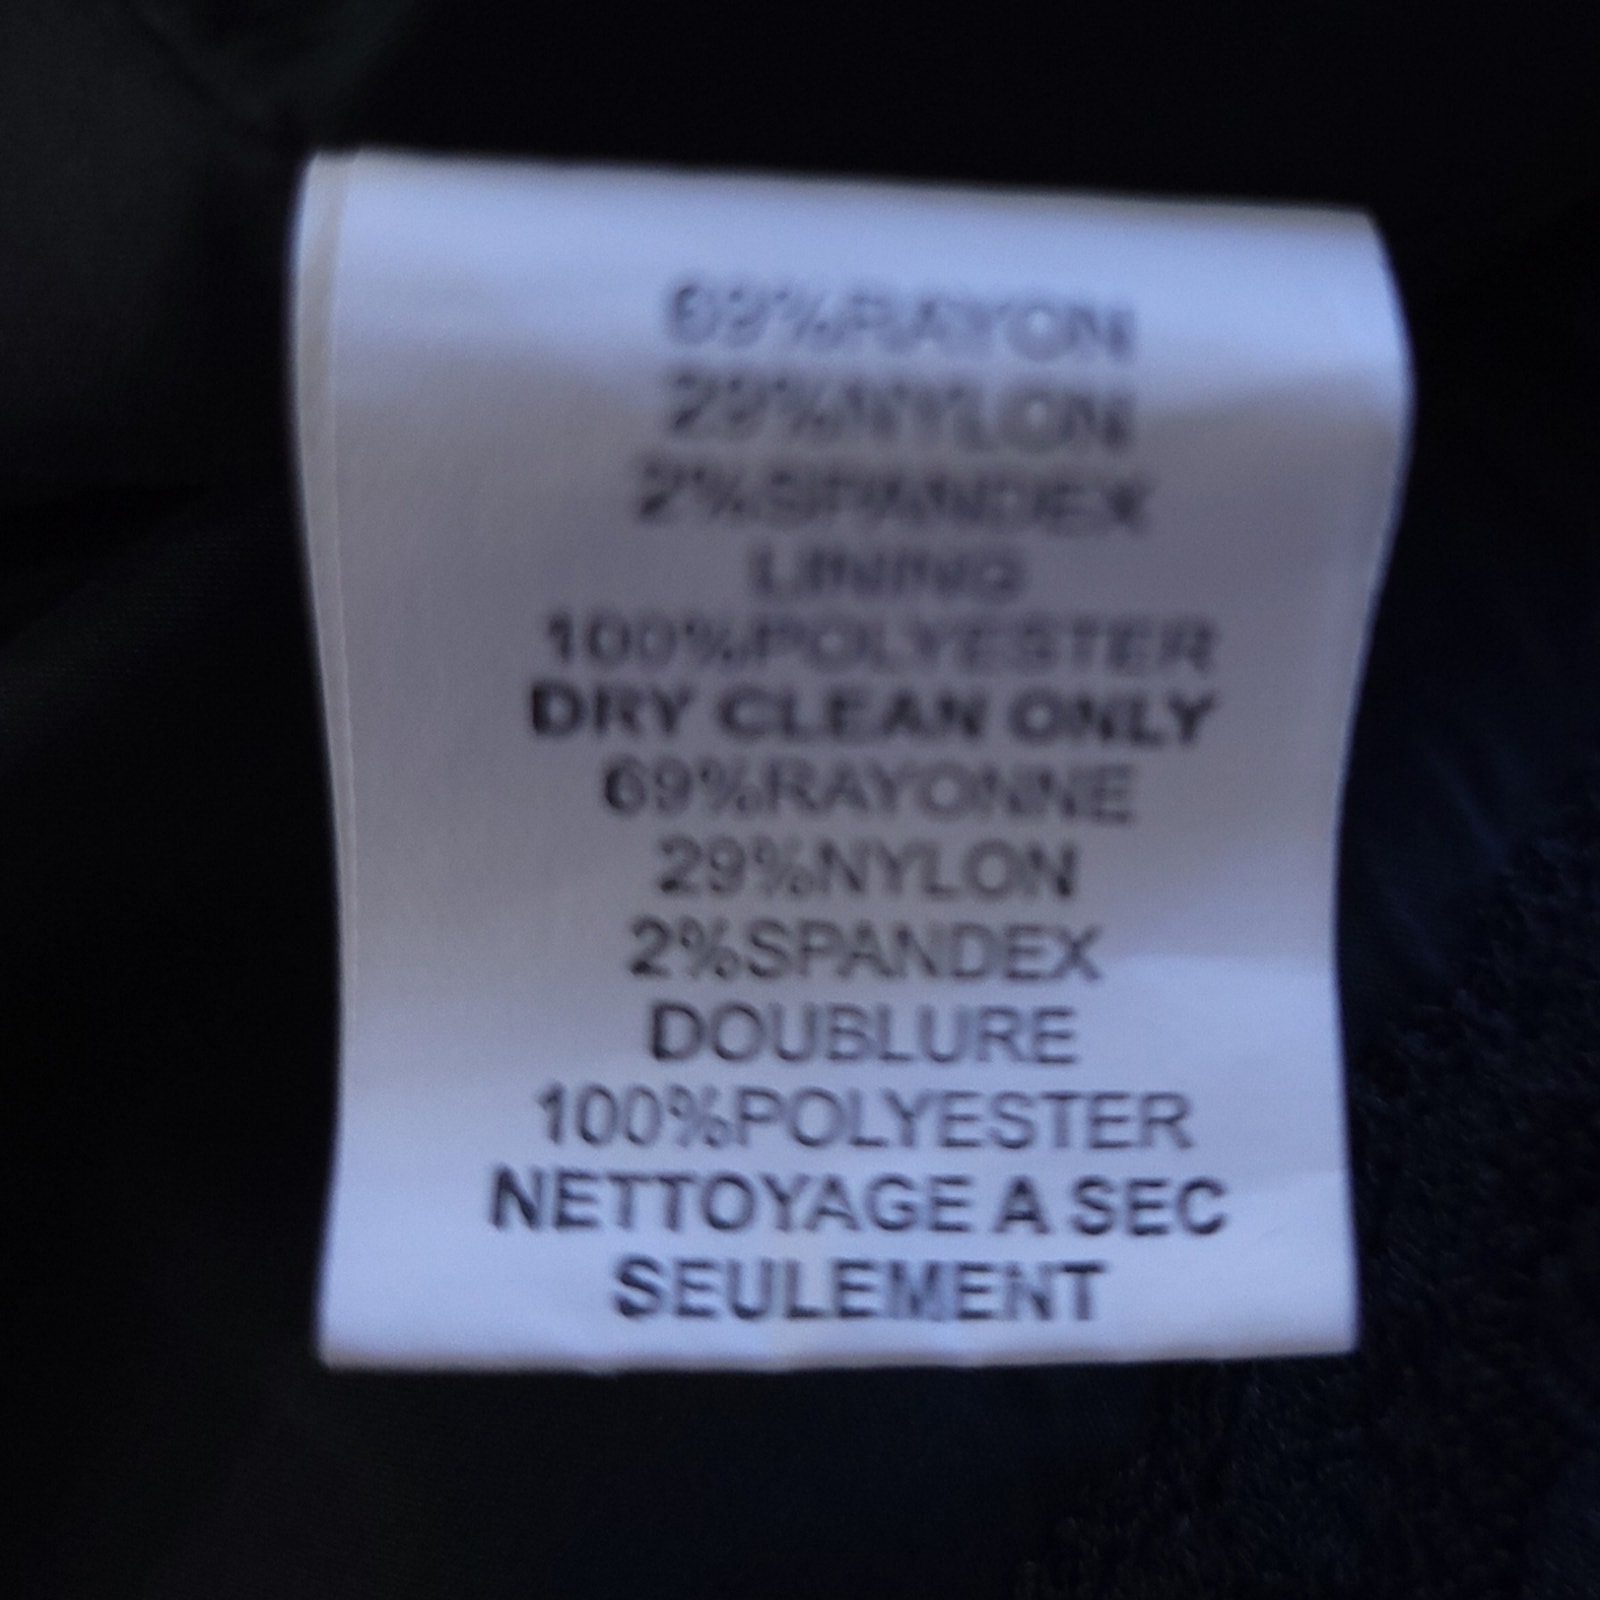 69%RAYON
29%NYLON
2%SPANDEX
LINING
100%POLYESTER
DRY CLEAN ONLY
69%RAYONNE
29%NYLON
2%SPANDEX
DOUBLURE
100%POLYESTER
NETTOYAGE A SEC
SEULEMENT